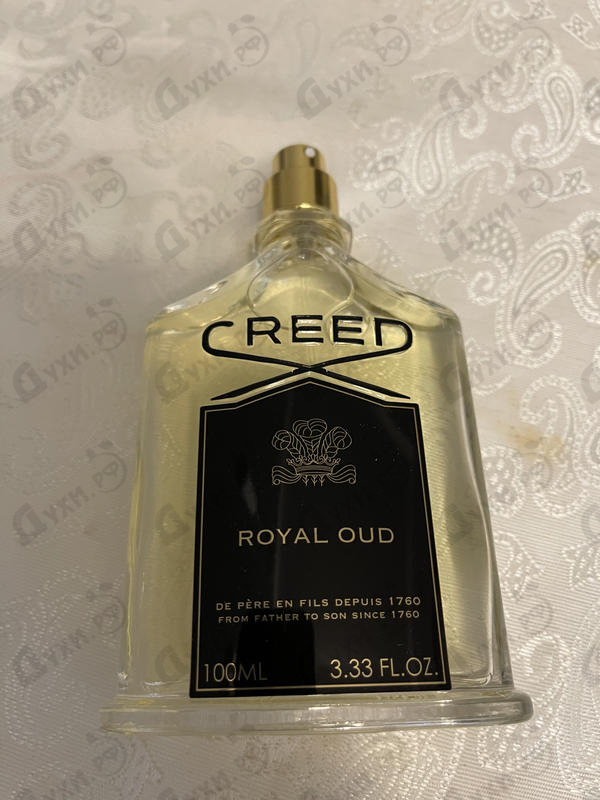 CREED
ROYAL OUD
DE PÈRE EN FILS DEPUIS 1760
FROM FATHER TO SON SINCE 1760
100ML 3.33 FL.OZ.
Духи.РФ